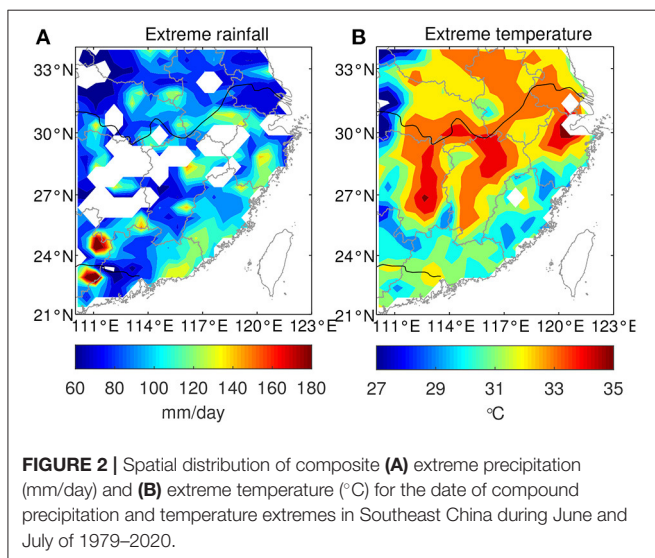 A Extreme rainfall
33°N
30°N
27°N
24°N
21°N
111°E 114°E 117°E 120°E 123°E
60 80 100 120 140 160 180
mm/day
B Extreme temperature
33°N
30°N
27°N
24°N
21°N
111°E 114°E 117°E 120°E 123°E
27 29 31 33 35
°C
FIGURE 2 | Spatial distribution of composite (A) extreme precipitation
(mm/day) and (B) extreme temperature (°C) for the date of compound
precipitation and temperature extremes in Southeast China during June and
July of 1979–2020.